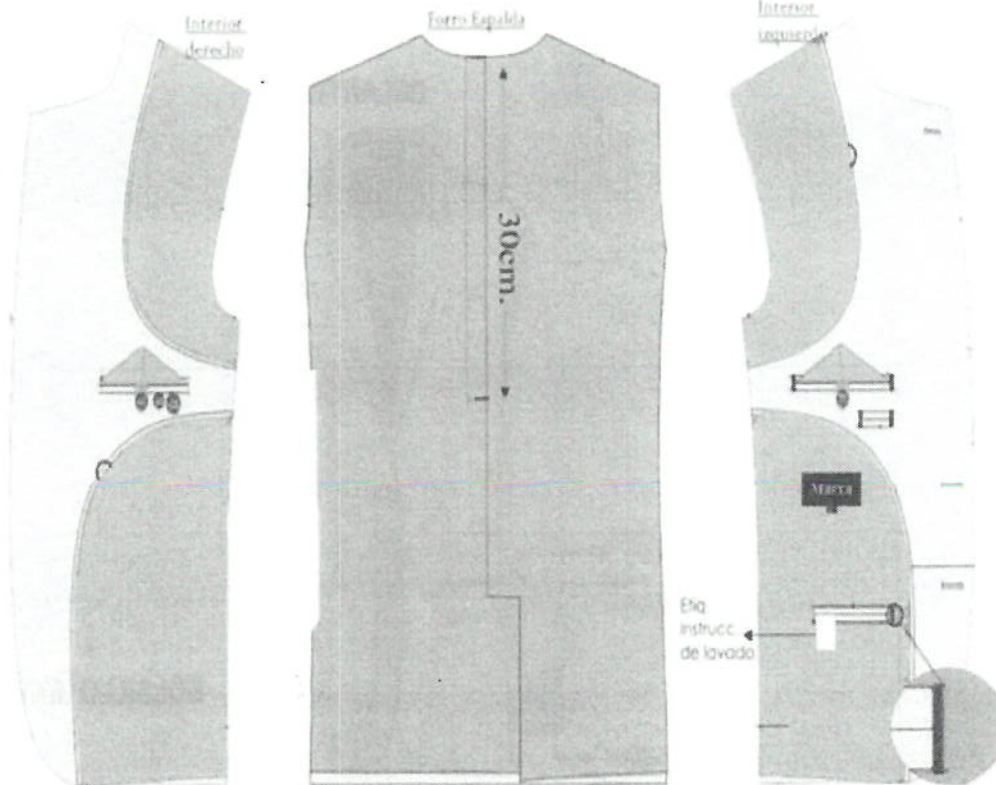 Interior
derecho
Forro Espalda
Interior
izquierdo
30cm.
Marca
Etiq.
instrucc.
de lavado